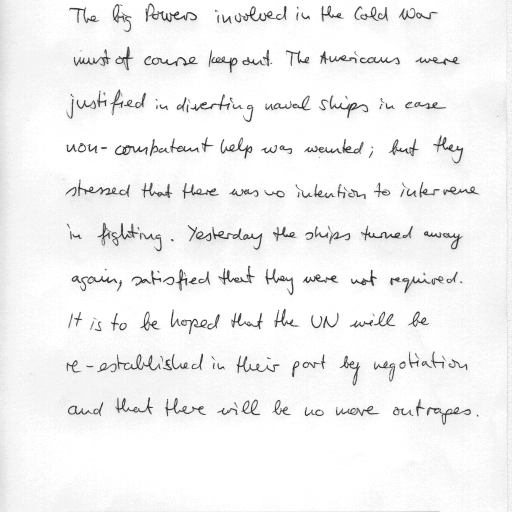 The Big Powers involved in the Cold War
must of course keep out. The Americans were
justified in diverting naval ships in case
non-combatant help was wanted; but they
stressed that there was no intention to intervene
in fighting. Yesterday the ships turned away
again, satisfied that they were not required.
It is to be hoped that the UN will be
re-established in their part by negotiation
and that there will be no more outrages.